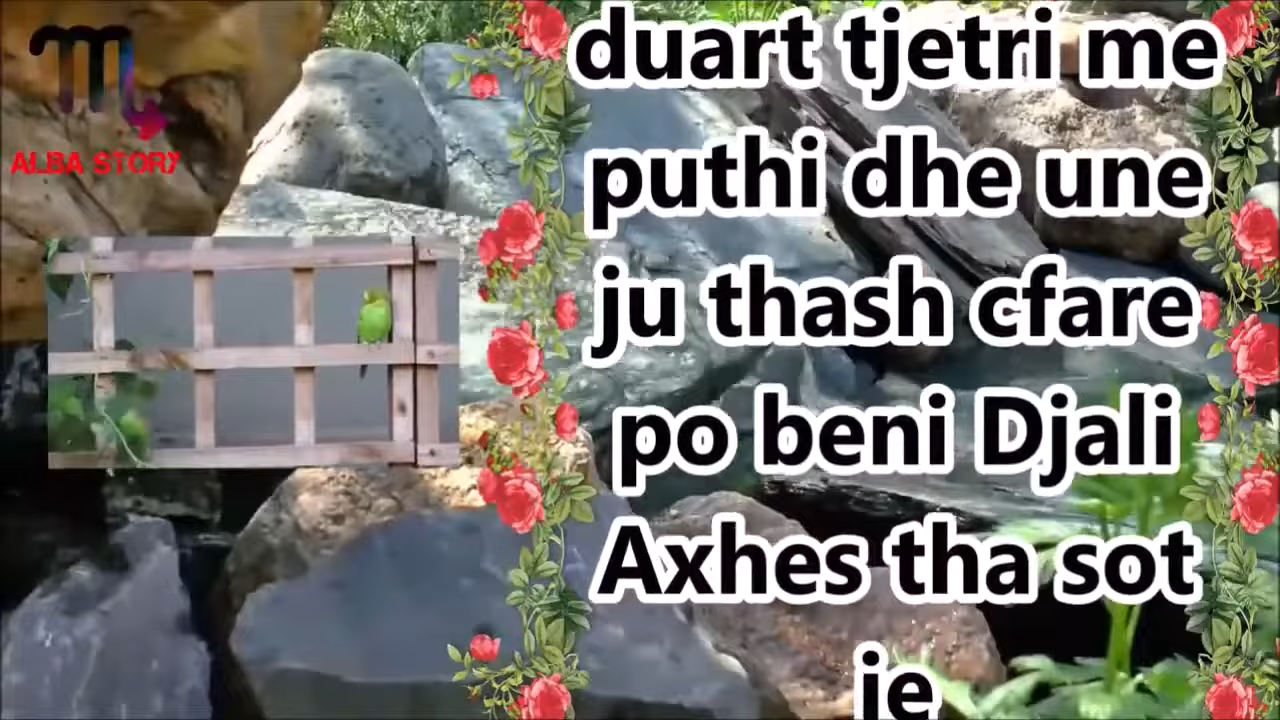 ALBA STORY
duart tjetri me
puthi dhe une
ju thash cfare
po beni Djali
Axhes tha sot
je